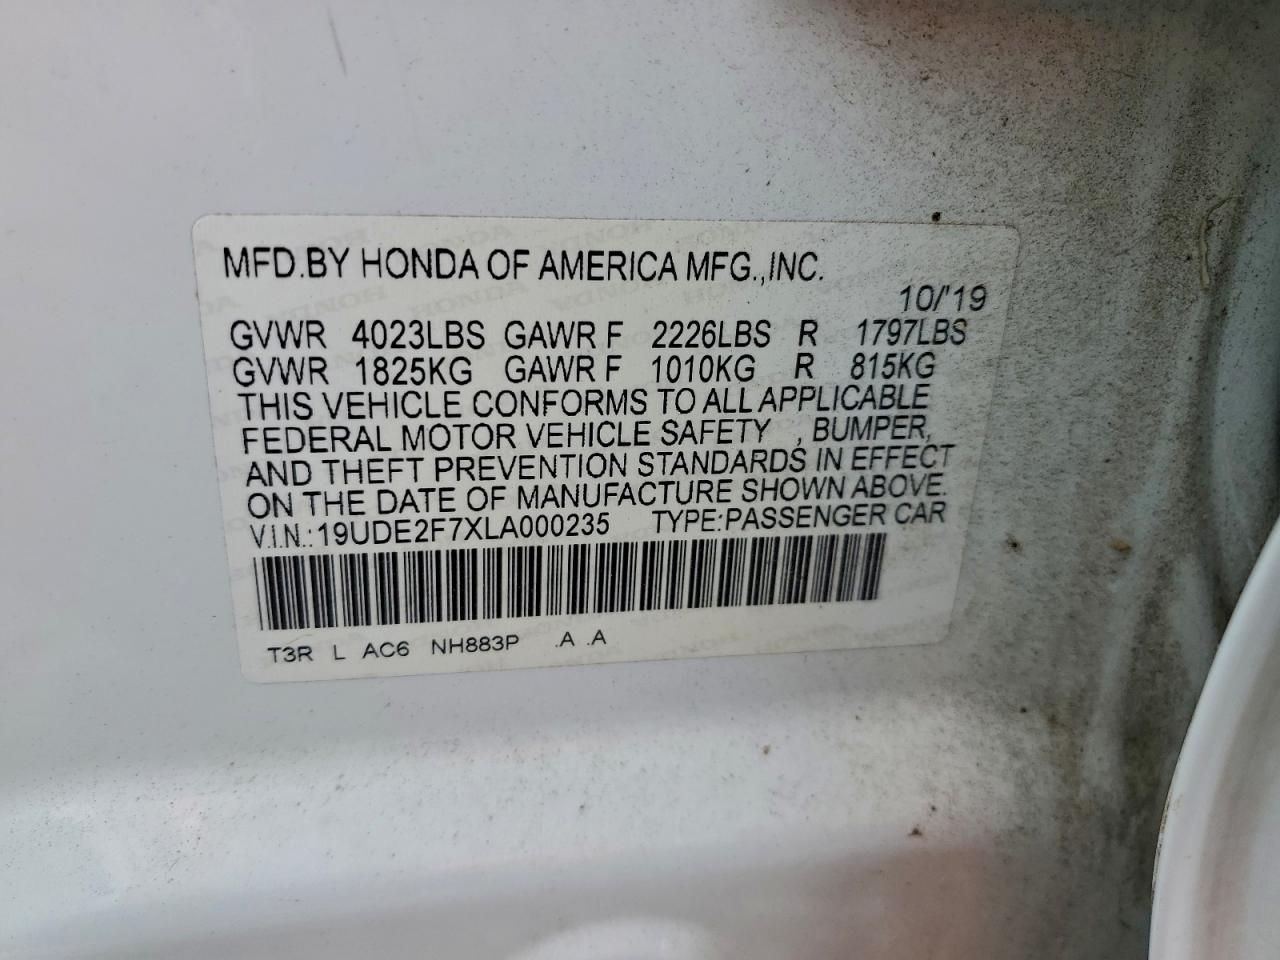 MFD.BY HONDA OF AMERICA MFG.,INC.
10/'19
GVWR 4023LBS GAWR F 2226LBS R 1797LBS
GVWR 1825KG GAWR F 1010KG R 815KG
THIS VEHICLE CONFORMS TO ALL APPLICABLE
FEDERAL MOTOR VEHICLE SAFETY , BUMPER,
AND THEFT PREVENTION STANDARDS IN EFFECT
ON THE DATE OF MANUFACTURE SHOWN ABOVE.
V.I.N.:19UDE2F7XLA000235 TYPE:PASSENGER CAR
T3R L AC6 NH883P .A .A